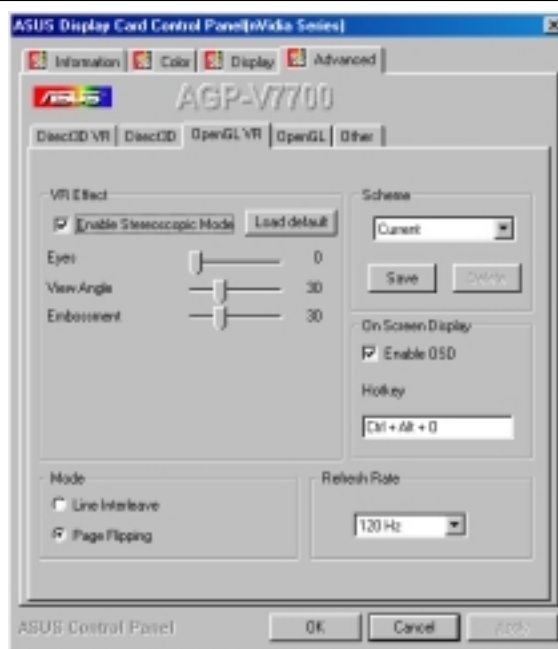 ASUS Display Card Control Panel(nVidia Series)
Information Color Display Advanced
ASUS AGP-V7700
Direct3D VR Direct3D OpenGL VR OpenGL Other
VR Effect
Enable Stereoscopic Mode Load default
Eyes 0
View Angle 30
Embossment 30
Scheme
Current
Save Delete
On Screen Display
Enable OSD
Hotkey
Ctrl + Alt + O
Mode
Line Interleave
Page Flipping
Refresh Rate
120 Hz
ASUS Control Panel OK Cancel Apply